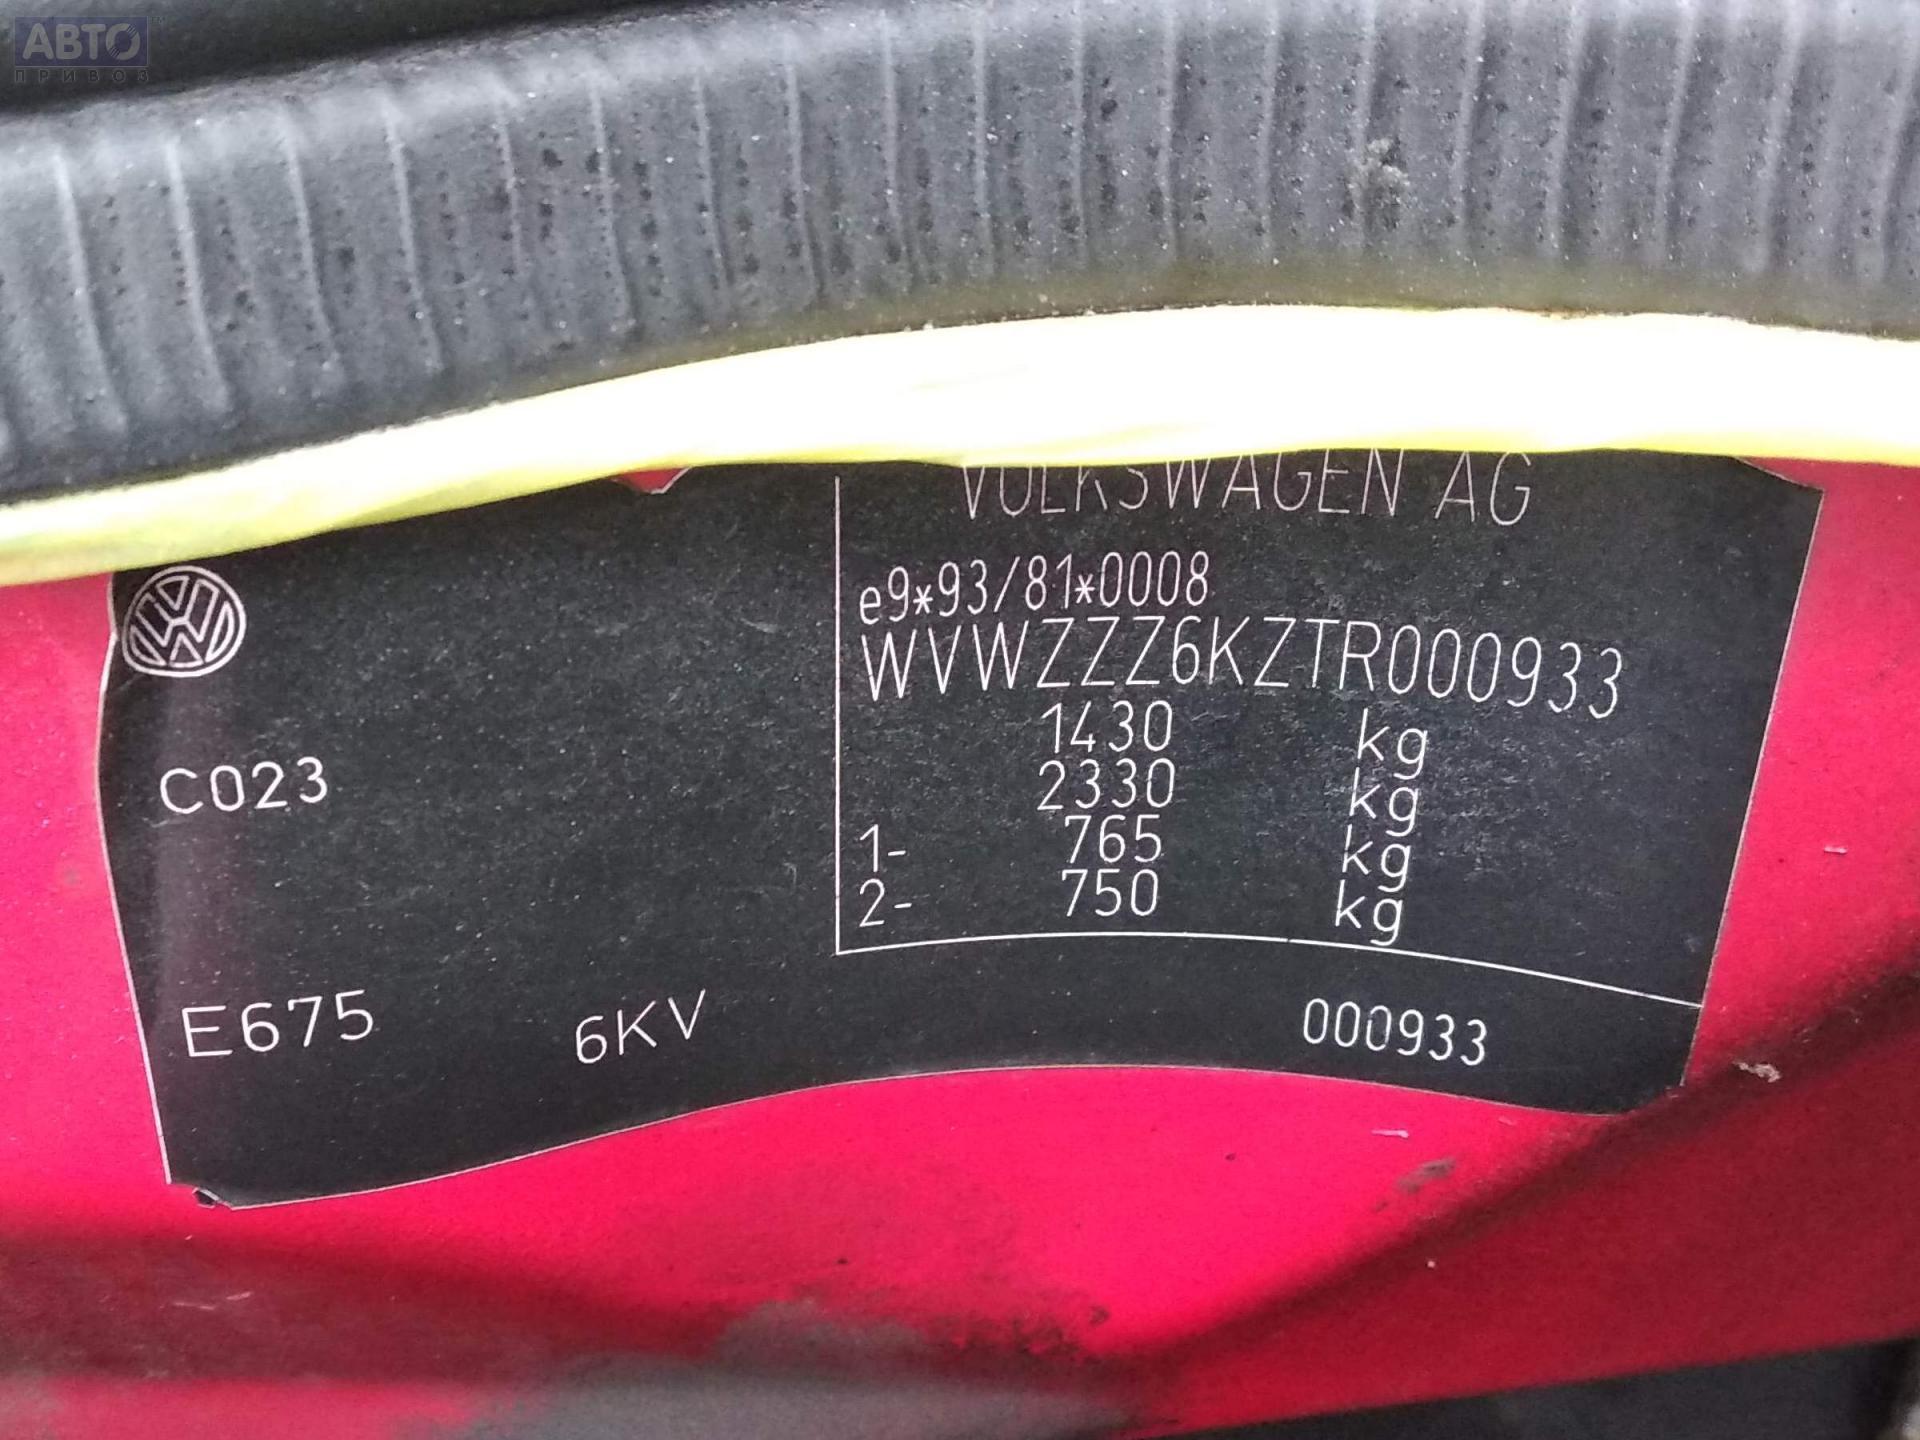 АВТО
ПРИВОЗ
VOLKSWAGEN AG
e9*93/81*0008
WVWZZZ6KZTR000933
1430 kg
2330 kg
1- 765 kg
2- 750 kg
C023
E675 6KV 000933